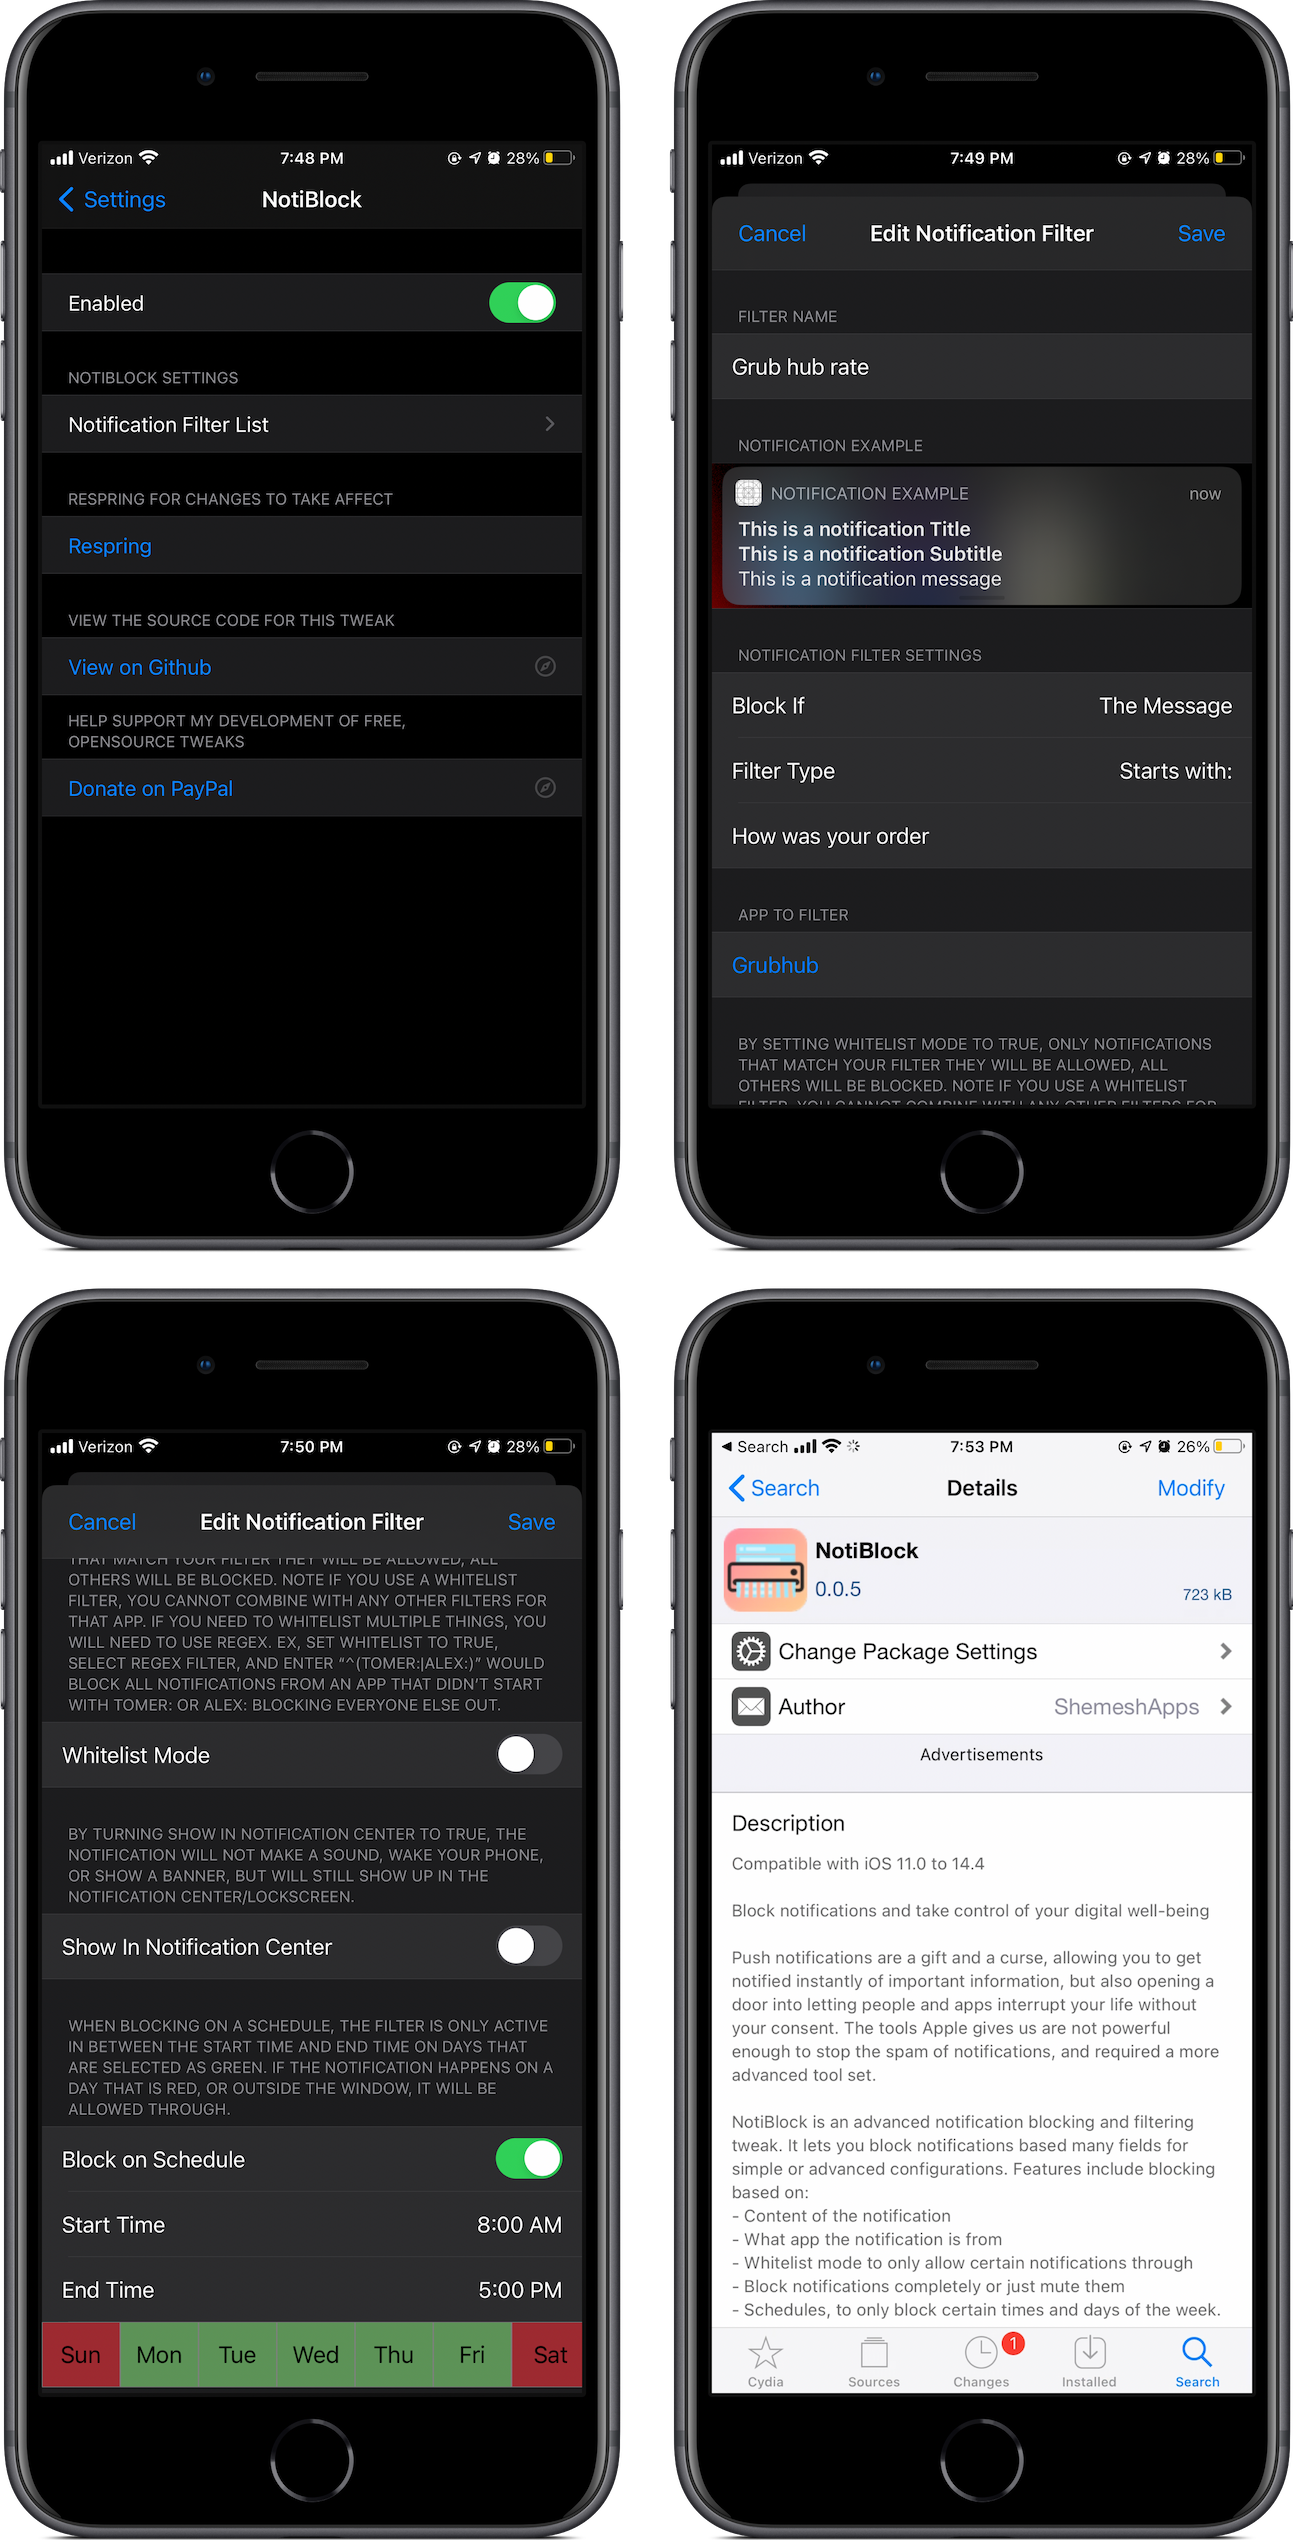 Verizon 7:48 PM 28%
Settings NotiBlock
Enabled
NOTIBLOCK SETTINGS
Notification Filter List
RESPRING FOR CHANGES TO TAKE AFFECT
Respring
VIEW THE SOURCE CODE FOR THIS TWEAK
View on Github
HELP SUPPORT MY DEVELOPMENT OF FREE,
OPENSOURCE TWEAKS
Donate on PayPal
Verizon 7:49 PM 28%
Cancel Edit Notification Filter Save
FILTER NAME
Grub hub rate
NOTIFICATION EXAMPLE
NOTIFICATION EXAMPLE now
This is a notification Title
This is a notification Subtitle
This is a notification message
NOTIFICATION FILTER SETTINGS
Block If The Message
Filter Type Starts with:
How was your order
APP TO FILTER
Grubhub
BY SETTING WHITELIST MODE TO TRUE, ONLY NOTIFICATIONS
THAT MATCH YOUR FILTER THEY WILL BE ALLOWED, ALL
OTHERS WILL BE BLOCKED. NOTE IF YOU USE A WHITELIST
FILTER, YOU CANNOT COMBINE WITH ANY OTHER FILTERS FOR
Verizon 7:50 PM 28%
Cancel Edit Notification Filter Save
THAT MATCH YOUR FILTER THEY WILL BE ALLOWED, ALL
OTHERS WILL BE BLOCKED. NOTE IF YOU USE A WHITELIST
FILTER, YOU CANNOT COMBINE WITH ANY OTHER FILTERS FOR
THAT APP. IF YOU NEED TO WHITELIST MULTIPLE THINGS, YOU
WILL NEED TO USE REGEX. EX, SET WHITELIST TO TRUE,
SELECT REGEX FILTER, AND ENTER “^(TOMER:|ALEX:)” WOULD
BLOCK ALL NOTIFICATIONS FROM AN APP THAT DIDN'T START
WITH TOMER: OR ALEX: BLOCKING EVERYONE ELSE OUT.
Whitelist Mode
BY TURNING SHOW IN NOTIFICATION CENTER TO TRUE, THE
NOTIFICATION WILL NOT MAKE A SOUND, WAKE YOUR PHONE,
OR SHOW A BANNER, BUT WILL STILL SHOW UP IN THE
NOTIFICATION CENTER/LOCKSCREEN.
Show In Notification Center
WHEN BLOCKING ON A SCHEDULE, THE FILTER IS ONLY ACTIVE
IN BETWEEN THE START TIME AND END TIME ON DAYS THAT
ARE SELECTED AS GREEN. IF THE NOTIFICATION HAPPENS ON A
DAY THAT IS RED, OR OUTSIDE THE WINDOW, IT WILL BE
ALLOWED THROUGH.
Block on Schedule
Start Time 8:00 AM
End Time 5:00 PM
Sun Mon Tue Wed Thu Fri Sat
Search 7:53 PM 26%
Search Details Modify
NotiBlock
0.0.5 723 kB
Change Package Settings
Author ShemeshApps
Advertisements
Description
Compatible with iOS 11.0 to 14.4
Block notifications and take control of your digital well-being
Push notifications are a gift and a curse, allowing you to get
notified instantly of important information, but also opening a
door into letting people and apps interrupt your life without
your consent. The tools Apple gives us are not powerful
enough to stop the spam of notifications, and required a more
advanced tool set.
NotiBlock is an advanced notification blocking and filtering
tweak. It lets you block notifications based many fields for
simple or advanced configurations. Features include blocking
based on:
- Content of the notification
- What app the notification is from
- Whitelist mode to only allow certain notifications through
- Block notifications completely or just mute them
- Schedules, to only block certain times and days of the week.
1
Cydia Sources Changes Installed Search